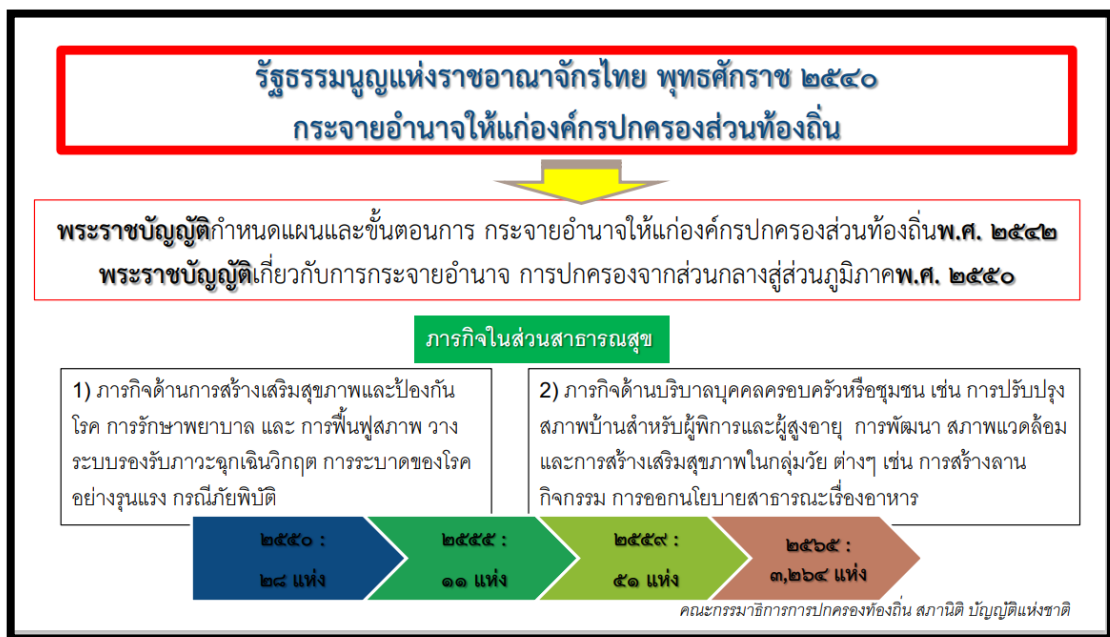 รัฐธรรมนูญแห่งราชอาณาจักรไทย พุทธศักราช ๒๕๔๐
กระจายอำนาจให้แก่องค์กรปกครองส่วนท้องถิ่น
พระราชบัญญัติกำหนดแผนและขั้นตอนการ กระจายอำนาจให้แก่องค์กรปกครองส่วนท้องถิ่นพ.ศ. ๒๕๔๒
พระราชบัญญัติเกี่ยวกับการกระจายอำนาจ การปกครองจากส่วนกลางสู่ส่วนภูมิภาคพ.ศ. ๒๕๕๐
ภารกิจในส่วนสาธารณสุข
1) ภารกิจด้านการสร้างเสริมสุขภาพและป้องกัน
โรค การรักษาพยาบาล และ การฟื้นฟูสภาพ วาง
ระบบรองรับภาวะฉุกเฉินวิกฤต การระบาดของโรค
อย่างรุนแรง กรณีภัยพิบัติ
2) ภารกิจด้านบริบาลบุคคลครอบครัวหรือชุมชน เช่น การปรับปรุง
สภาพบ้านสำหรับผู้พิการและผู้สูงอายุ การพัฒนา สภาพแวดล้อม
และการสร้างเสริมสุขภาพในกลุ่มวัย ต่างๆ เช่น การสร้างลาน
กิจกรรม การออกนโยบายสาธารณะเรื่องอาหาร
๒๕๕๐ :
๒๘ แห่ง
๒๕๕๕ :
๑๑ แห่ง
๒๕๕๙ :
๕๑ แห่ง
๒๕๖๕ :
๓,๒๖๔ แห่ง
คณะกรรมาธิการการปกครองท้องถิ่น สภานิติ บัญญัติแห่งชาติ